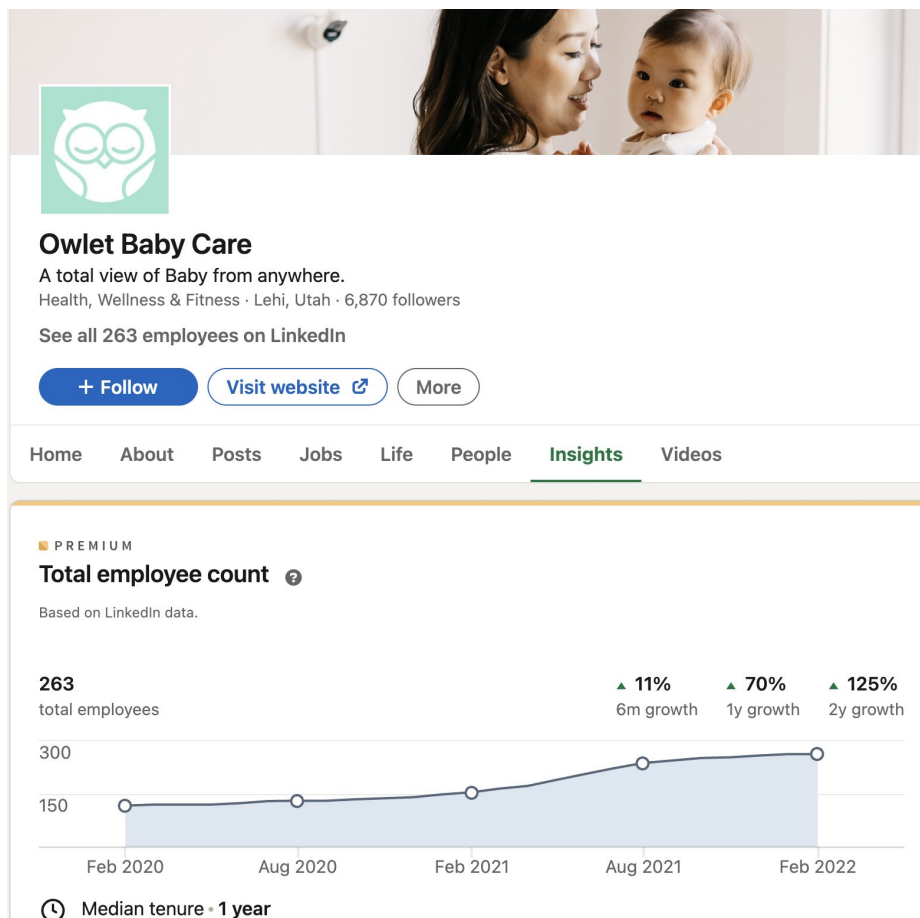 Owlet Baby Care
A total view of Baby from anywhere.
Health, Wellness & Fitness · Lehi, Utah · 6,870 followers
See all 263 employees on LinkedIn
+ Follow Visit website More
Home About Posts Jobs Life People Insights Videos
PREMIUM
Total employee count ?
Based on LinkedIn data.
263 ▲ 11% ▲ 70% ▲ 125%
total employees 6m growth 1y growth 2y growth
300
150
Feb 2020 Aug 2020 Feb 2021 Aug 2021 Feb 2022
Median tenure · 1 year